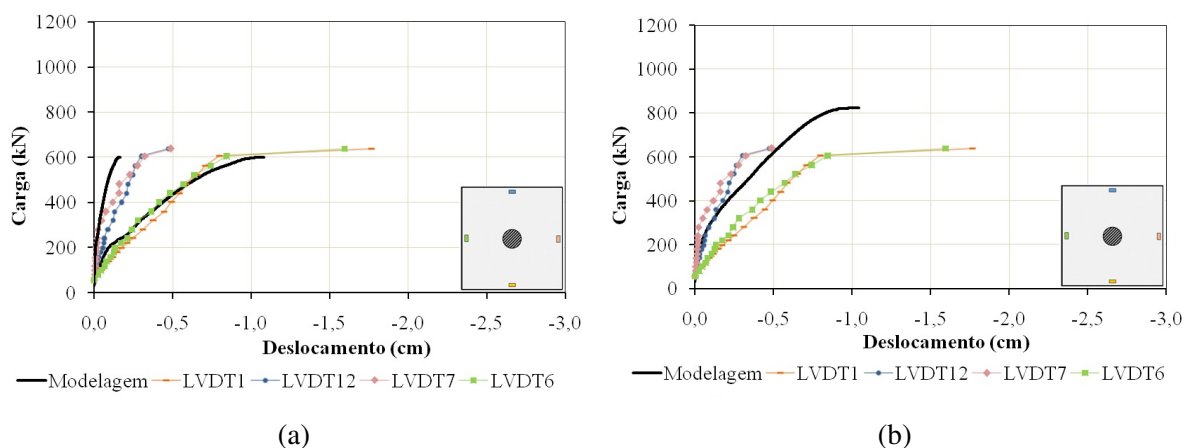 1200
1000
800
600
400
200
0
Carga (kN)
0,0 -0,5 -1,0 -1,5 -2,0 -2,5 -3,0
Deslocamento (cm)
Modelagem LVDT1 LVDT12 LVDT7 LVDT6
(a)
1200
1000
800
600
400
200
0
Carga (kN)
0,0 -0,5 -1,0 -1,5 -2,0 -2,5 -3,0
Deslocamento (cm)
Modelagem LVDT1 LVDT12 LVDT7 LVDT6
(b)